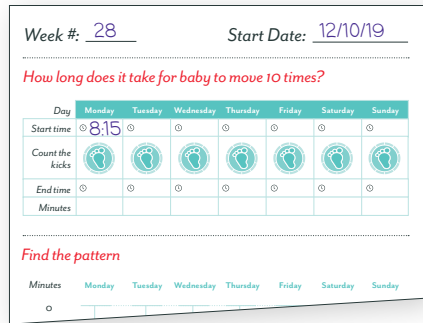 Week #: 28 Start Date: 12/10/19
How long does it take for baby to move 10 times?
Day Monday Tuesday Wednesday Thursday Friday Saturday Sunday
Start time 8:15
Count the
kicks
End time
Minutes
Find the pattern
Minutes Monday Tuesday Wednesday Thursday Friday Saturday Sunday
0